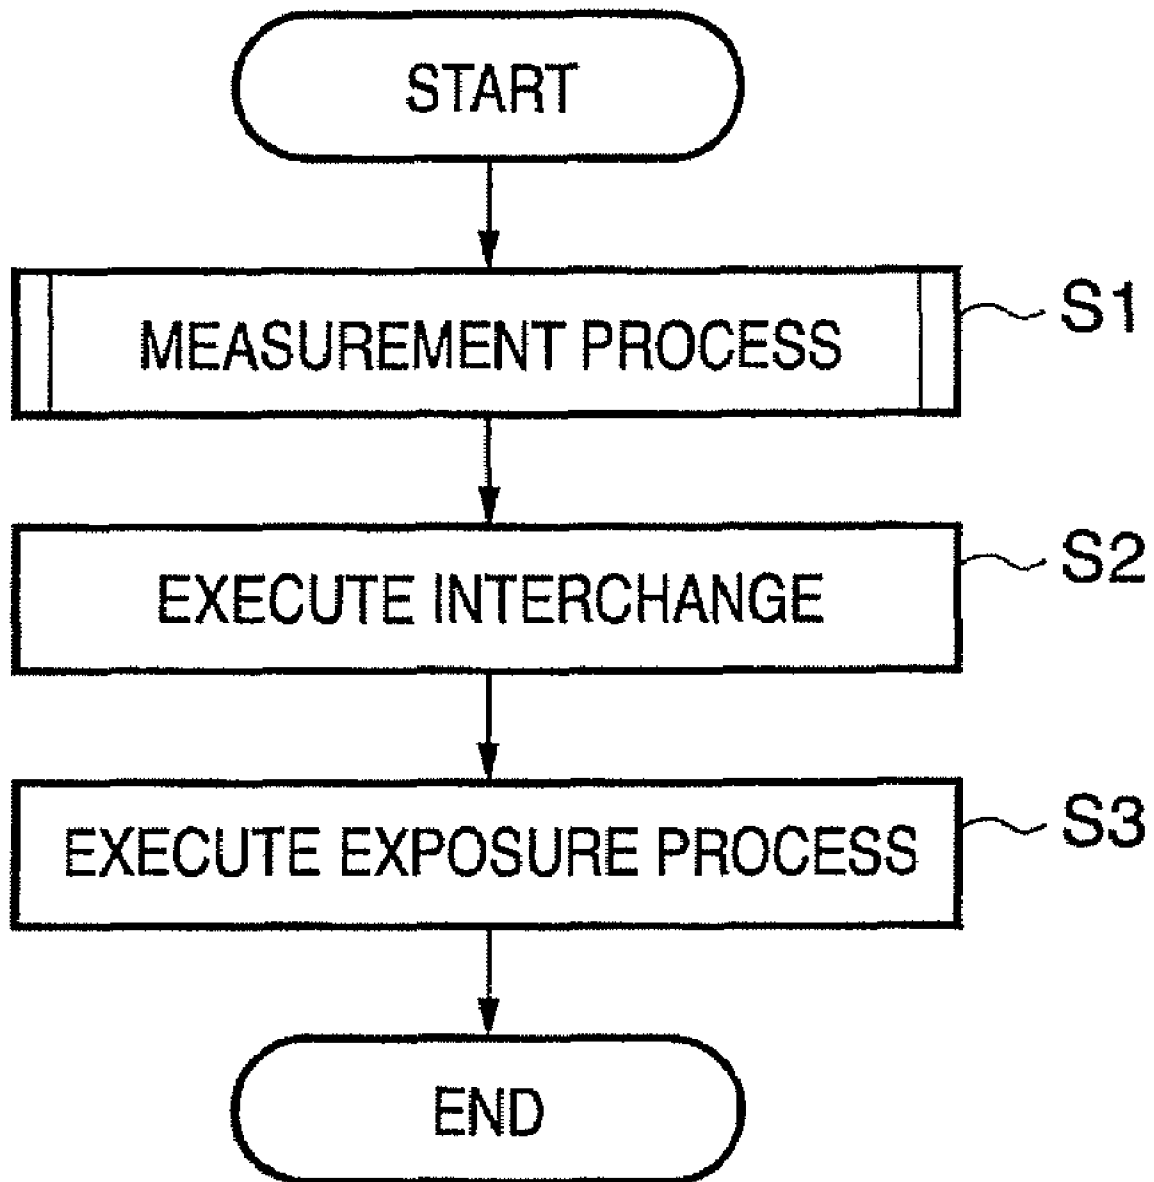 START
MEASUREMENT PROCESS
S1
EXECUTE INTERCHANGE
S2
EXECUTE EXPOSURE PROCESS
S3
END